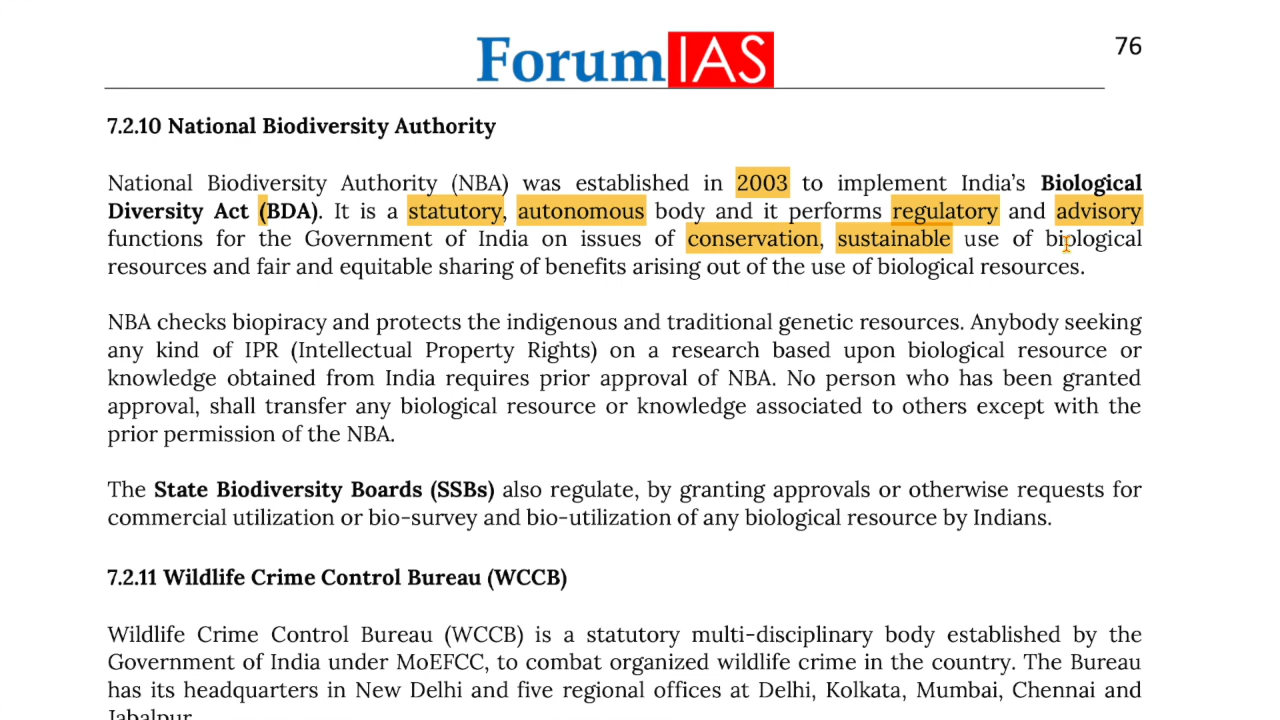 ForumIAS
76
7.2.10 National Biodiversity Authority
National Biodiversity Authority (NBA) was established in 2003 to implement India's Biological
Diversity Act (BDA). It is a statutory, autonomous body and it performs regulatory and advisory
functions for the Government of India on issues of conservation, sustainable use of biological
resources and fair and equitable sharing of benefits arising out of the use of biological resources.
NBA checks biopiracy and protects the indigenous and traditional genetic resources. Anybody seeking
any kind of IPR (Intellectual Property Rights) on a research based upon biological resource or
knowledge obtained from India requires prior approval of NBA. No person who has been granted
approval, shall transfer any biological resource or knowledge associated to others except with the
prior permission of the NBA.
The State Biodiversity Boards (SSBs) also regulate, by granting approvals or otherwise requests for
commercial utilization or bio-survey and bio-utilization of any biological resource by Indians.
7.2.11 Wildlife Crime Control Bureau (WCCB)
Wildlife Crime Control Bureau (WCCB) is a statutory multi-disciplinary body established by the
Government of India under MoEFCC, to combat organized wildlife crime in the country. The Bureau
has its headquarters in New Delhi and five regional offices at Delhi, Kolkata, Mumbai, Chennai and
Jabalpur.